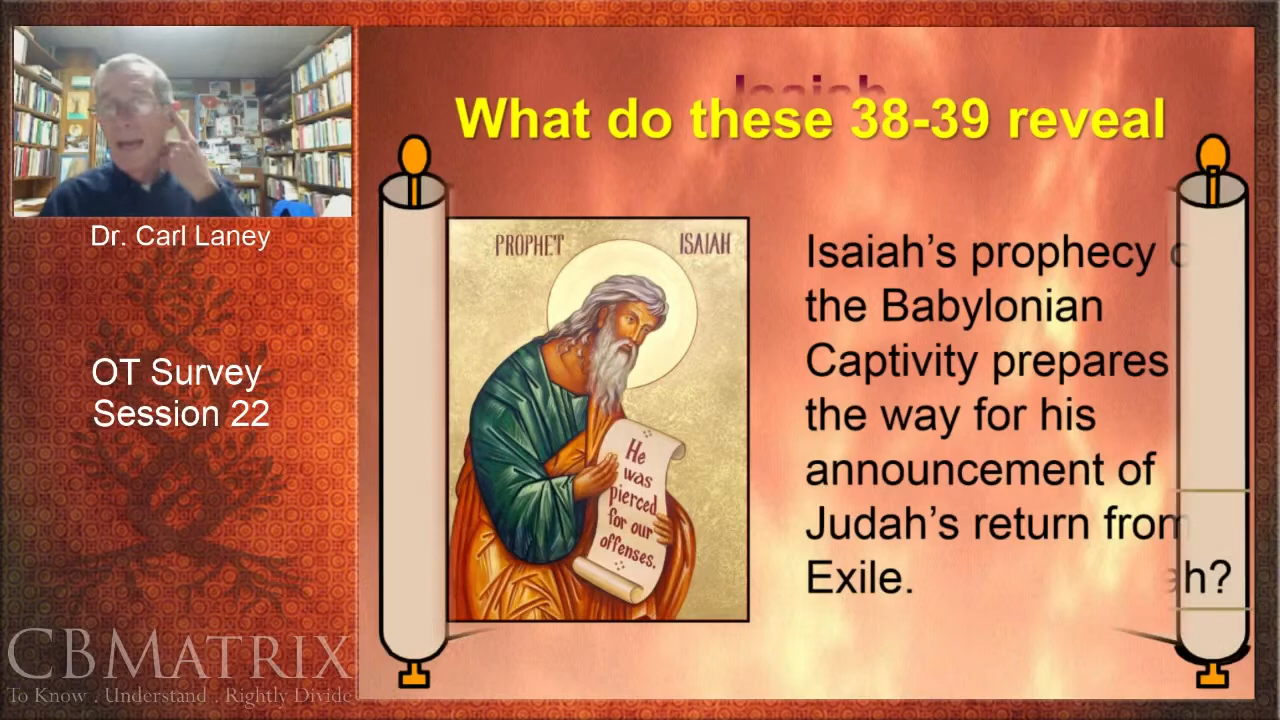 Isaiah
What do these 38-39 reveal
PROPHET ISAIAH
He
was
pierced
for our
offenses.
Isaiah’s prophecy
the Babylonian
Captivity prepares
the way for his
announcement of
Judah’s return from
Exile.
h?
Dr. Carl Laney
OT Survey
Session 22
CBMATRIX
To Know . Understand . Rightly Divide